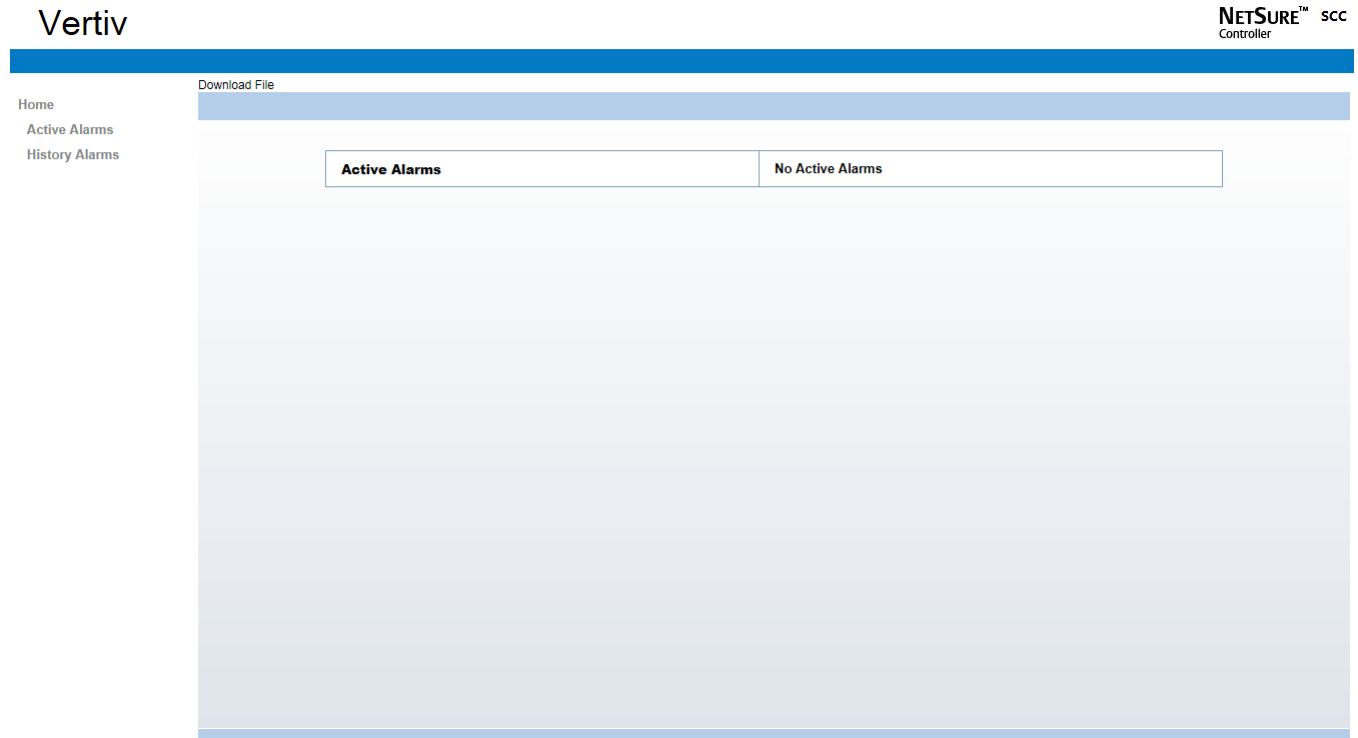 Vertiv
NETSURE™ SCC
Controller
Download File
Home
Active Alarms
History Alarms
Active Alarms No Active Alarms